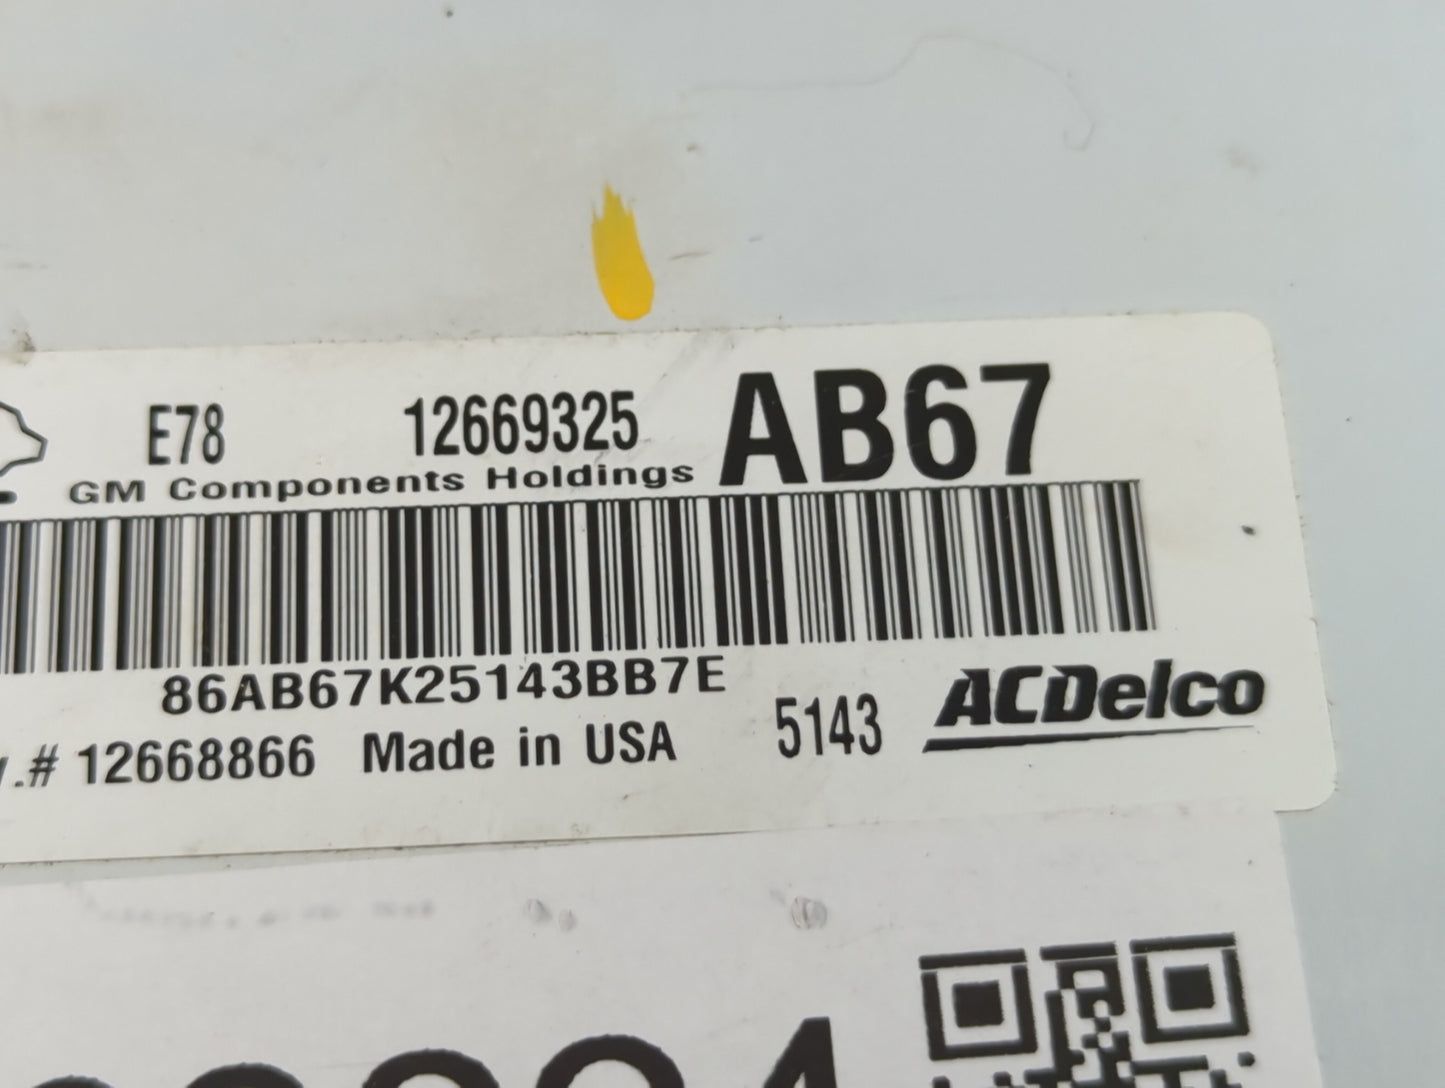 E78 12669325 AB67
GM Components Holdings
86AB67K25143BB7E
.# 12668866 Made in USA 5143 ACDelco